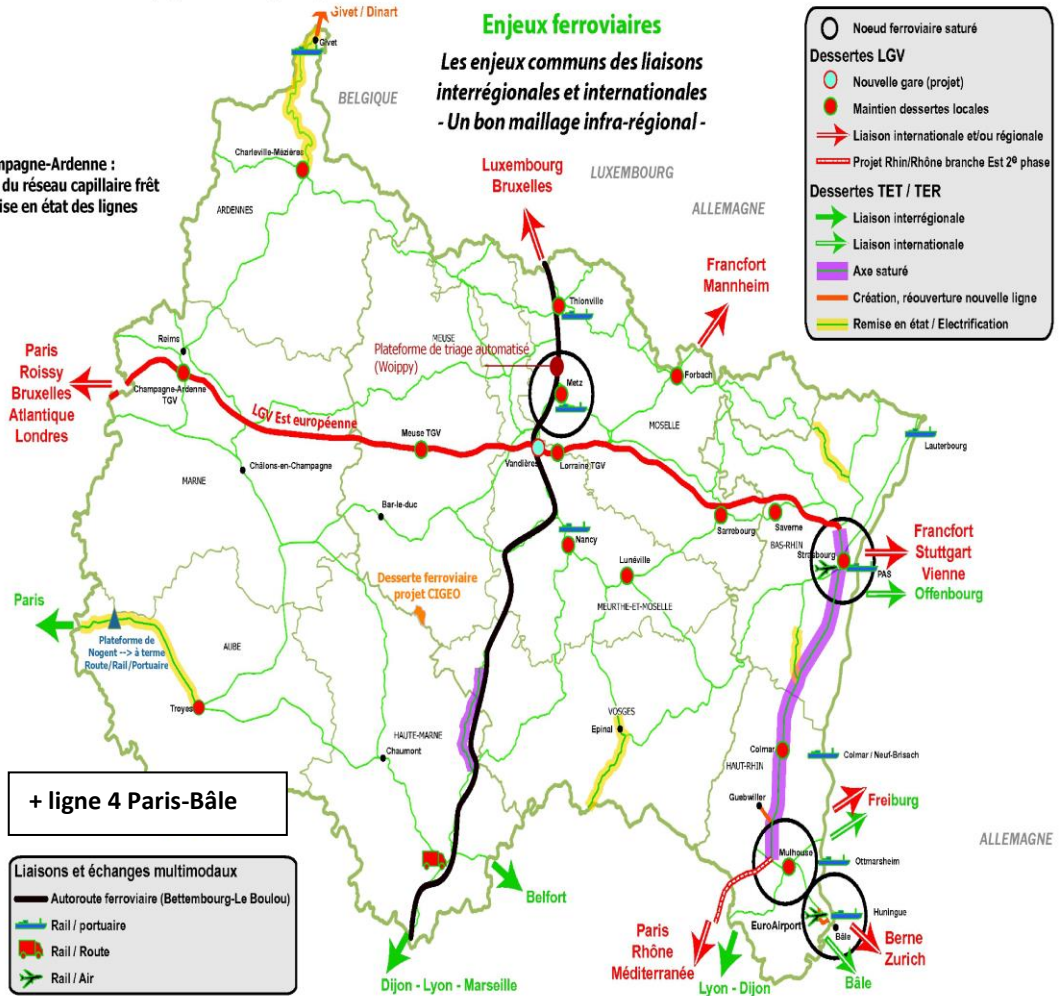 Givet / Dinart
Givet
Enjeux ferroviaires
Les enjeux communs des liaisons
interrégionales et internationales
- Un bon maillage infra-régional -
Noeud ferroviaire saturé
Dessertes LGV
Nouvelle gare (projet)
Maintien dessertes locales
Liaison internationale et/ou régionale
Projet Rhin/Rhône branche Est 2e phase
Dessertes TET / TER
Liaison interrégionale
Liaison internationale
Axe saturé
Création, réouverture nouvelle ligne
Remise en état / Electrification
BELGIQUE
mpagne-Ardenne :
du réseau capillaire frêt
ise en état des lignes
Charleville-Mézières
ARDENNES
Luxembourg
Bruxelles
LUXEMBOURG
ALLEMAGNE
Francfort
Mannheim
Thionville
Reims
MEUSE
Plateforme de triage automatisé
(Woippy)
Metz
Forbach
Paris
Roissy
Bruxelles
Atlantique
Londres
Champagne-Ardenne
TGV
LGV Est européenne
MOSELLE
Meuse TGV
Vandières
Lorraine TGV
Lauterbourg
Châlons-en-Champagne
MARNE
Bar-le-duc
Sarrebourg
Saverne
BAS-RHIN
Nancy
Lunéville
Strasbourg
PAS
Francfort
Stuttgart
Vienne
Offenbourg
Desserte ferroviaire
projet CIGEO
MEURTHE-ET-MOSELLE
Paris
Plateforme de
Nogent --> à terme
Route/Rail/Portuaire
AUBE
Troyes
HAUTE-MARNE
Chaumont
VOSGES
Epinal
Colmar
Colmar / Neuf-Brisach
HAUT-RHIN
+ ligne 4 Paris-Bâle
Guebwiller
Freiburg
ALLEMAGNE
Mulhouse
Ottmarsheim
Liaisons et échanges multimodaux
Autoroute ferroviaire (Bettembourg-Le Boulou)
Rail / portuaire
Rail / Route
Rail / Air
Belfort
EuroAirport
Huningue
Bâle
Paris
Rhône
Méditerranée
Berne
Zurich
Dijon - Lyon - Marseille
Lyon - Dijon
Bâle